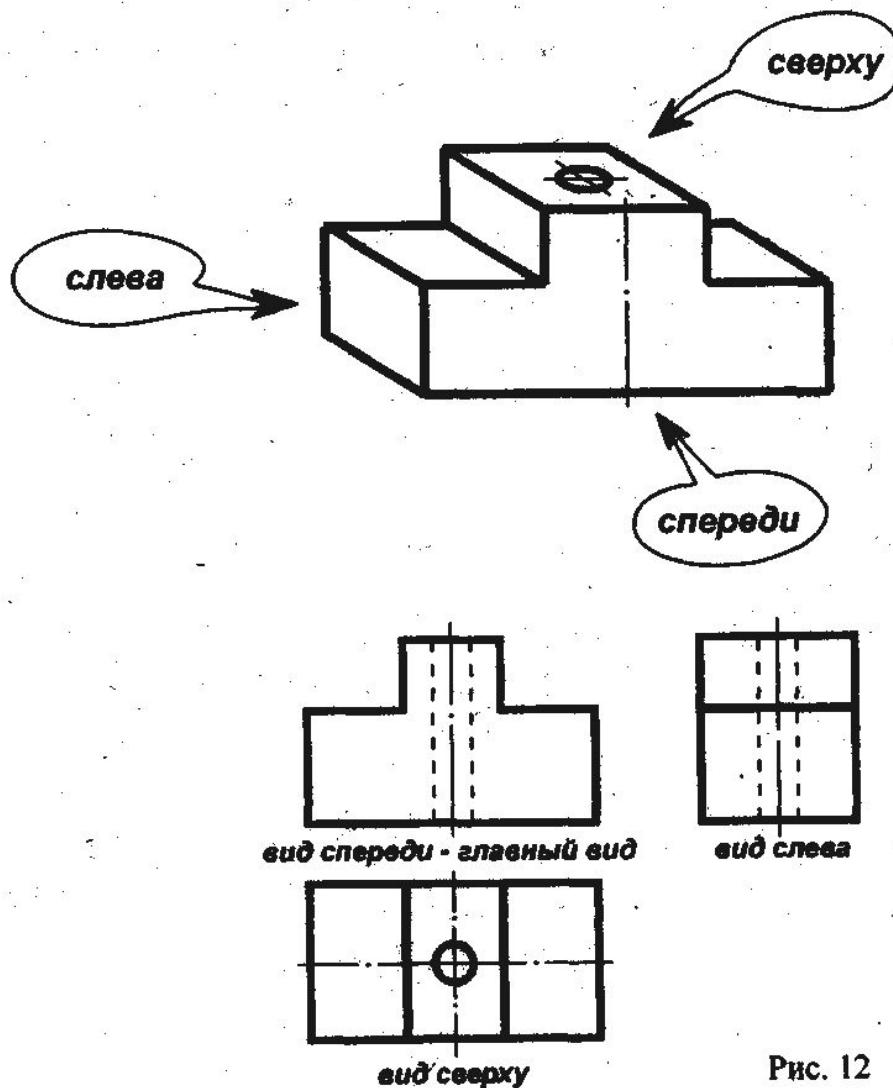 сверху
слева
спереди
вид спереди - главный вид
вид слева
вид сверху
Рис. 12